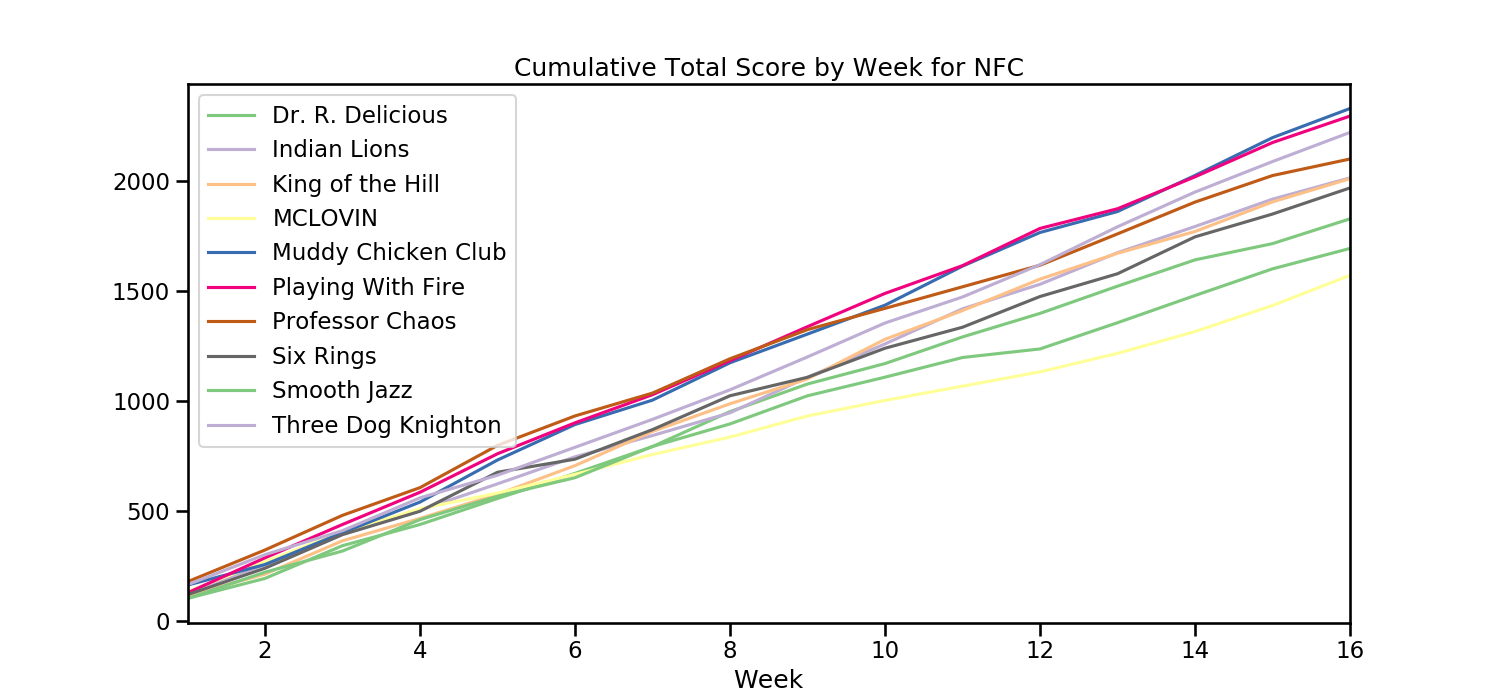 Cumulative Total Score by Week for NFC
Dr. R. Delicious
Indian Lions
King of the Hill
MCLOVIN
Muddy Chicken Club
Playing With Fire
Professor Chaos
Six Rings
Smooth Jazz
Three Dog Knighton
2000
1500
1000
500
0
2 4 6 8 10 12 14 16
Week